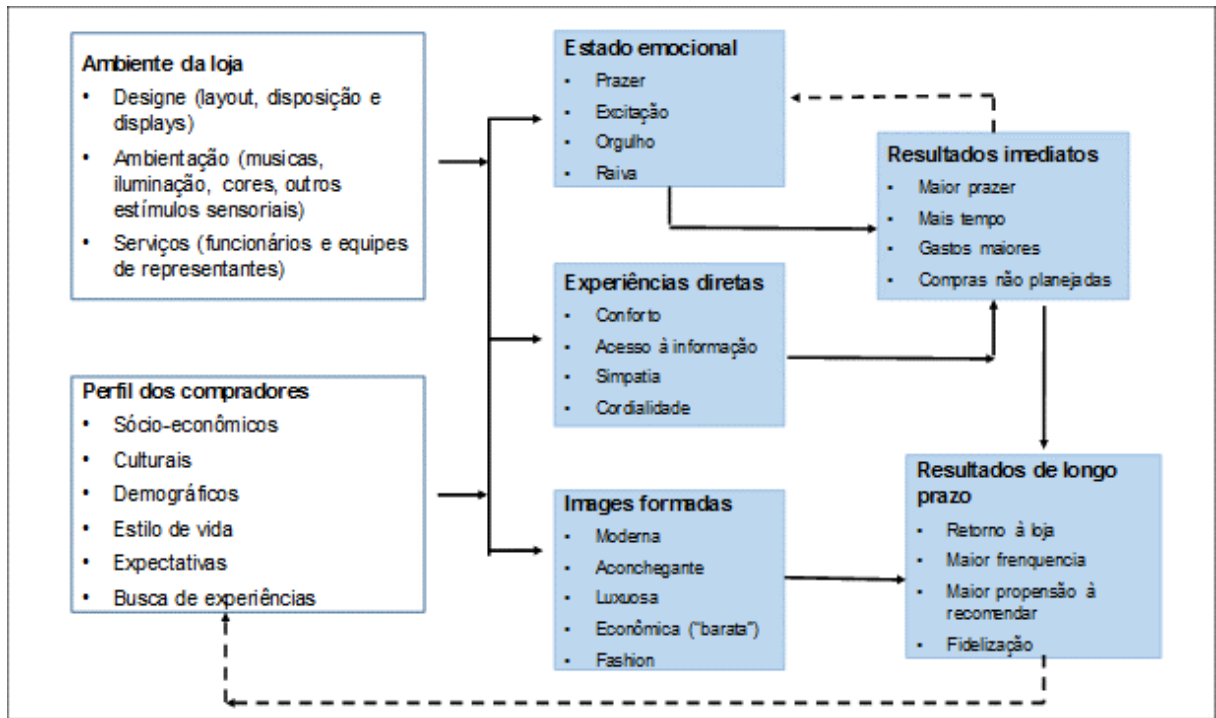 Ambiente da loja
• Designe (layout, disposição e
displays)
• Ambientação (musicas,
iluminação, cores, outros
estímulos sensoriais)
• Serviços (funcionários e equipes
de representantes)
Perfil dos compradores
• Sócio-econômicos
• Culturais
• Demográficos
• Estilo de vida
• Expectativas
• Busca de experiências
Estado emocional
• Prazer
• Excitação
• Orgulho
• Raiva
Experiências diretas
• Conforto
• Acesso à informação
• Simpatia
• Cordialidade
Images formadas
• Moderna
• Aconchegante
• Luxuosa
• Econômica ("barata")
• Fashion
Resultados imediatos
• Maior prazer
• Mais tempo
• Gastos maiores
• Compras não planejadas
Resultados de longo
prazo
• Retorno à loja
• Maior frenquencia
• Maior propensão à
recomendar
• Fidelização